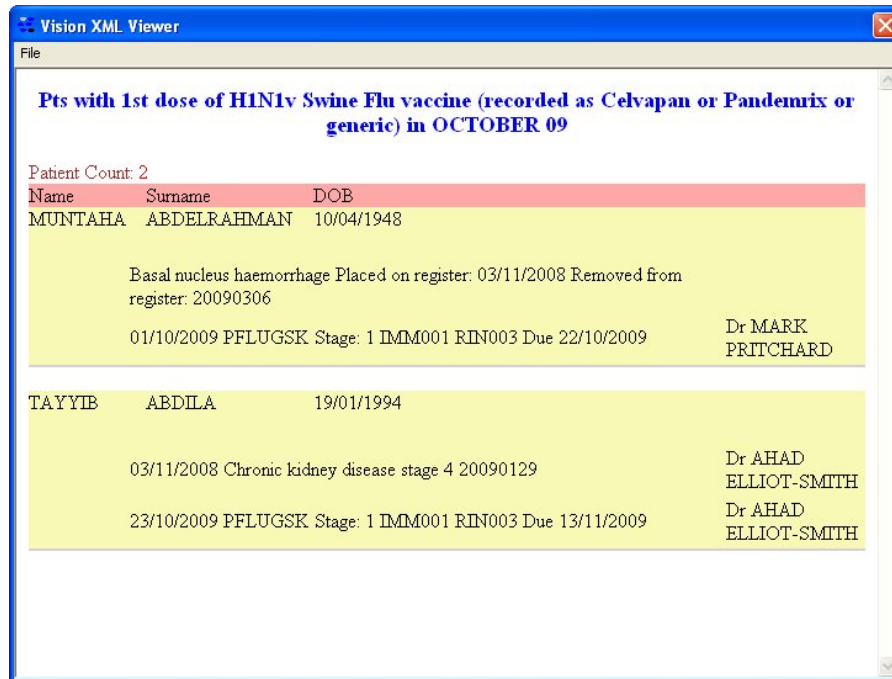 Vision XML Viewer
File
Pts with 1st dose of H1N1v Swine Flu vaccine (recorded as Celvapan or Pandemrix or
generic) in OCTOBER 09
Patient Count: 2
Name Surname DOB
MUNTAHA ABDELRAHMAN 10/04/1948
Basal nucleus haemorrhage Placed on register: 03/11/2008 Removed from
register: 20090306
01/10/2009 PFLUGSK Stage: 1 IMM001 RIN003 Due 22/10/2009
Dr MARK
PRITCHARD
TAYYIB ABDILA 19/01/1994
03/11/2008 Chronic kidney disease stage 4 20090129
Dr AHAD
ELLIOT-SMITH
23/10/2009 PFLUGSK Stage: 1 IMM001 RIN003 Due 13/11/2009
Dr AHAD
ELLIOT-SMITH